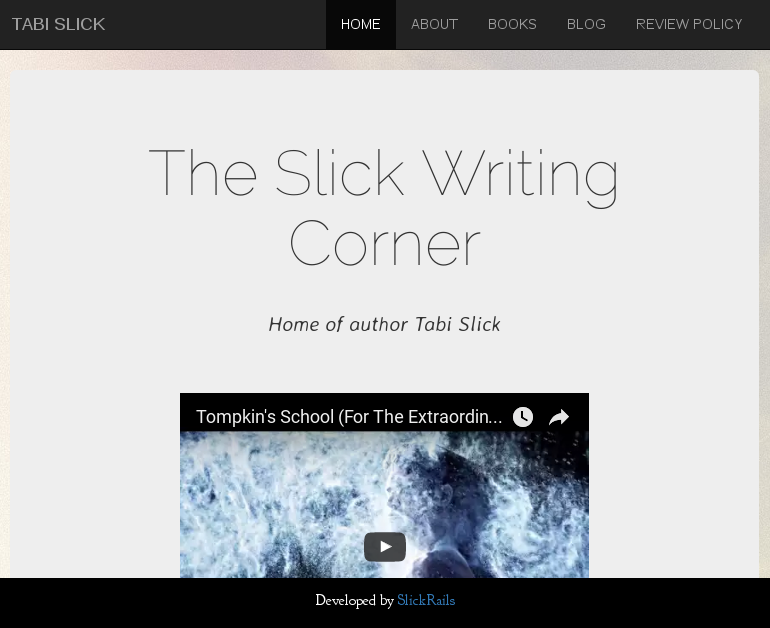 TABI SLICK HOME ABOUT BOOKS BLOG REVIEW POLICY
The Slick Writing
Corner
Home of author Tabi Slick
Tompkin's School (For The Extraordin...
Developed by SlickRails